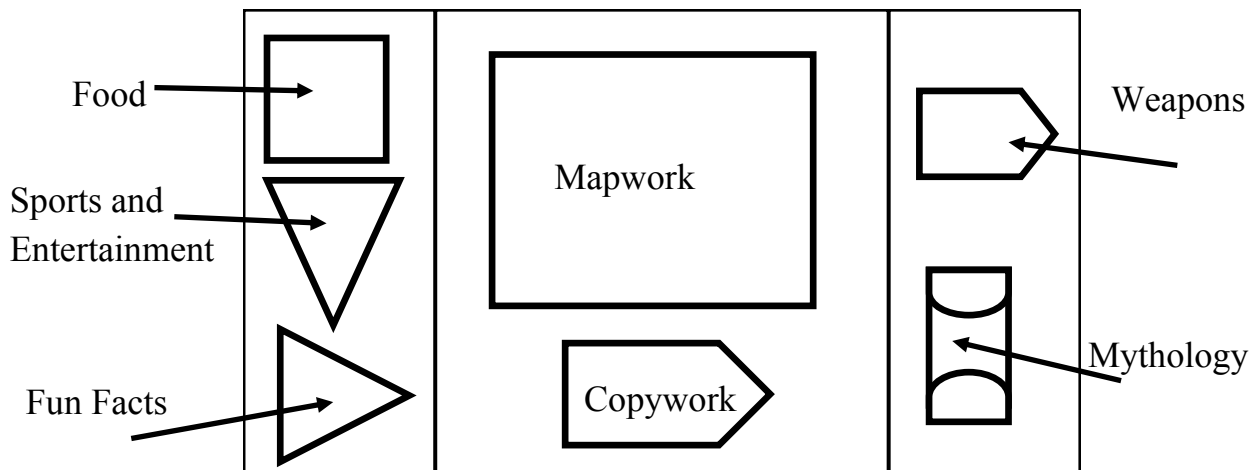 Food
Sports and
Entertainment
Fun Facts
Mapwork
Copywork
Weapons
Mythology